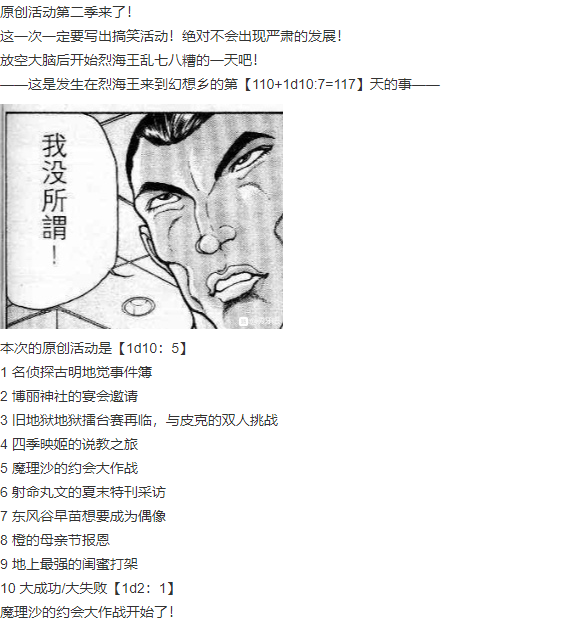 原创活动第二季来了!
这一次一定要写出搞笑活动! 绝对不会出现严肃的发展!
放空大脑后开始烈海王乱七八糟的一天吧!
——这是发生在烈海王来到幻想乡的第【110+1d10:7=117】天的事——
我没所謂!
本次的原创活动是【1d10: 5】
1 名侦探古明地觉事件簿
2 博丽神社的宴会邀请
3 旧地狱地狱擂台赛再临，与皮克的双人挑战
4 四季映姬的说教之旅
5 魔理沙的约会大作战
6 射命丸文的夏末特刊采访
7 东风谷早苗想要成为偶像
8 橙的母亲节报恩
9 地上最强的闺蜜打架
10 大成功/大失败【1d2: 1】
魔理沙的约会大作战开始了!